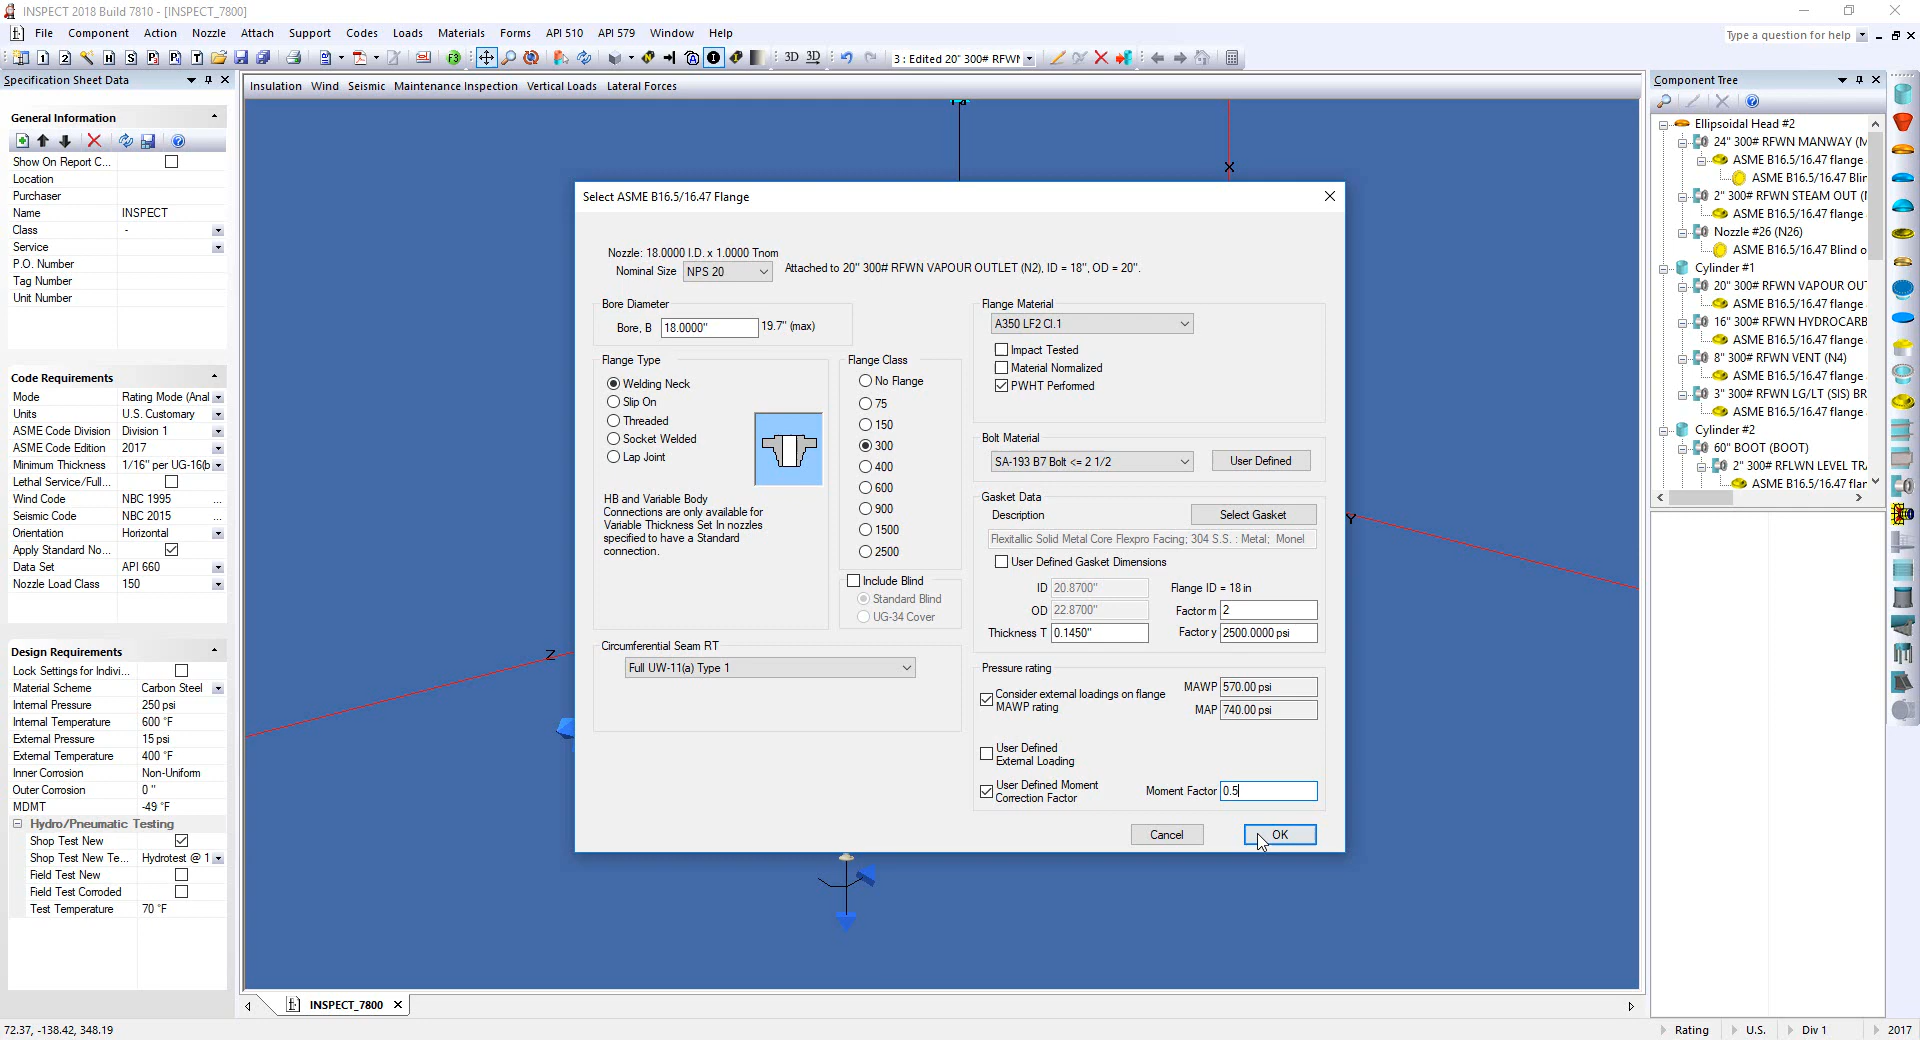 INSPECT 2018 Build 7810 - [INSPECT_7800]
File Component Action Nozzle Attach Support Codes Loads Materials Forms API 510 API 579 Window Help
Type a question for help
3D 3D 3 : Edited 20" 300# RFWN
Specification Sheet Data
Insulation Wind Seismic Maintenance Inspection Vertical Loads Lateral Forces
Component Tree
General Information
Show On Report C...
Location
Purchaser
Name INSPECT
Class -
Service
P.O. Number
Tag Number
Unit Number
Code Requirements
Mode Rating Mode (Anal
Units U.S. Customary
ASME Code Division Division 1
ASME Code Edition 2017
Minimum Thickness 1/16" per UG-16(b
Lethal Service/Full...
Wind Code NBC 1995 ...
Seismic Code NBC 2015 ...
Orientation Horizontal
Apply Standard No...
Data Set API 660
Nozzle Load Class 150
Design Requirements
Lock Settings for Indivi...
Material Scheme Carbon Steel
Internal Pressure 250 psi
Internal Temperature 600 °F
External Pressure 15 psi
External Temperature 400 °F
Inner Corrosion Non-Uniform
Outer Corrosion 0 "
MDMT -49 °F
Hydro/Pneumatic Testing
Shop Test New
Shop Test New Te... Hydrotest @ 1
Field Test New
Field Test Corroded
Test Temperature 70 °F
X
Y
Z
Select ASME B16.5/16.47 Flange
Nozzle: 18.0000 I.D. x 1.0000 Tnom
Nominal Size NPS 20 Attached to 20" 300# RFWN VAPOUR OUTLET (N2), ID = 18", OD = 20".
Bore Diameter
Bore, B 18.0000" 19.7" (max)
Flange Type
Welding Neck
Slip On
Threaded
Socket Welded
Lap Joint
HB and Variable Body
Connections are only available for
Variable Thickness Set In nozzles
specified to have a Standard
connection.
Flange Class
No Flange
75
150
300
400
600
900
1500
2500
Include Blind
Standard Blind
UG-34 Cover
Circumferential Seam RT
Full UW-11(a) Type 1
Flange Material
A350 LF2 Cl.1
Impact Tested
Material Normalized
PWHT Performed
Bolt Material
SA-193 B7 Bolt <= 2 1/2 User Defined
Gasket Data
Description Select Gasket
Flexitallic Solid Metal Core Flexpro Facing; 304 S.S. : Metal; Monel
User Defined Gasket Dimensions
ID 20.8700" Flange ID = 18 in
OD 22.8700" Factor m 2
Thickness T 0.1450" Factor y 2500.0000 psi
Pressure rating
Consider external loadings on flange
MAWP rating
MAWP 570.00 psi
MAP 740.00 psi
User Defined
External Loading
User Defined Moment
Correction Factor
Moment Factor 0.5
Cancel OK
Ellipsoidal Head #2
24" 300# RFWN MANWAY (M
ASME B16.5/16.47 flange
ASME B16.5/16.47 Blin
2" 300# RFWN STEAM OUT (
ASME B16.5/16.47 flange
Nozzle #26 (N26)
ASME B16.5/16.47 Blind o
Cylinder #1
20" 300# RFWN VAPOUR OUT
ASME B16.5/16.47 flange
16" 300# RFWN HYDROCARB
ASME B16.5/16.47 flange
8" 300# RFWN VENT (N4)
ASME B16.5/16.47 flange
3" 300# RFWN LG/LT (SIS) BR
ASME B16.5/16.47 flange
Cylinder #2
60" BOOT (BOOT)
2" 300# RFLWN LEVEL TRA
ASME B16.5/16.47 flar
INSPECT_7800
72.37, -138.42, 348.19
Rating U.S. Div 1 2017